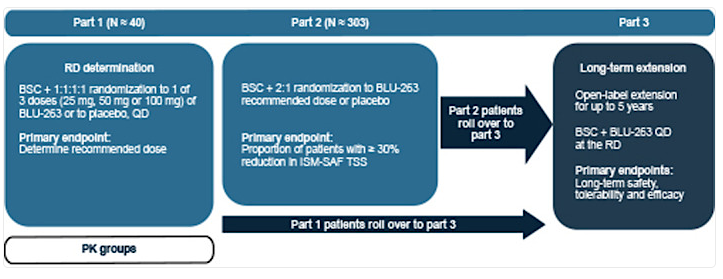 Part 1 (N ≈ 40)
Part 2 (N ≈ 303)
Part 3
RD determination
BSC + 1:1:1:1 randomization to 1 of
3 doses (25 mg, 50 mg or 100 mg) of
BLU-263 or to placebo, QD
Primary endpoint:
Determine recommended dose
PK groups
BSC + 2:1 randomization to BLU-263
recommended dose or placebo
Primary endpoint:
Proportion of patients with ≥ 30%
reduction in ISM-SAF TSS
Part 2 patients
roll over to
part 3
Part 1 patients roll over to part 3
Long-term extension
Open-label extension
for up to 5 years
BSC + BLU-263 QD
at the RD
Primary endpoints:
Long-term safety,
tolerability and efficacy